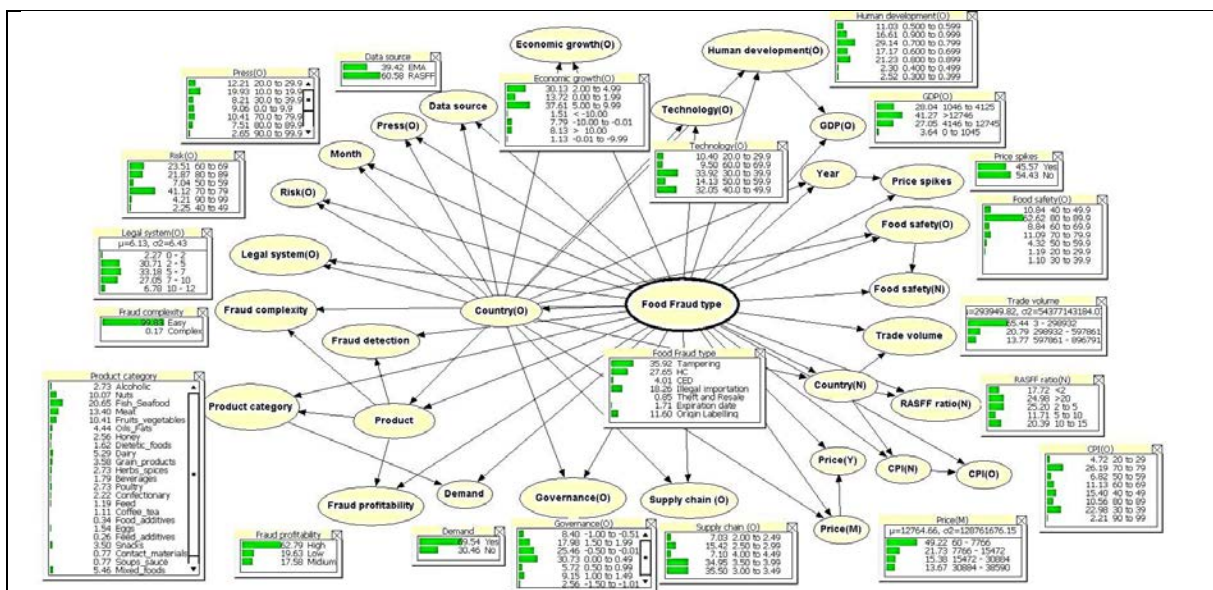 Economic growth(O)
Human development(O)
Data source
Press(O)
Technology(O)
GDP(O)
Month
Year
Price spikes
Risk(O)
Food safety(O)
Legal system(O)
Food safety(N)
Country(O)
Food Fraud type
Fraud complexity
Trade volume
Fraud detection
Country(N)
RASFF ratio(N)
Product category
Product
Price(Y)
CPI(N)
CPI(O)
Fraud profitability
Demand
Governance(O)
Supply chain (O)
Price(M)
Human development(O)
11.03 0.500 to 0.599
16.61 0.900 to 0.999
29.14 0.700 to 0.799
17.17 0.600 to 0.699
21.23 0.800 to 0.899
2.30 0.400 to 0.499
2.52 0.300 to 0.399
Data source
39.42 EMA
60.58 RASFF
Press(O)
12.21 20.0 to 29.9
19.93 10.0 to 19.9
8.21 30.0 to 39.9
9.06 0.0 to 9.9
10.41 70.0 to 79.9
7.51 80.0 to 89.9
2.65 90.0 to 99.9
Economic growth(O)
30.13 2.00 to 4.99
13.72 0.00 to 1.99
37.61 5.00 to 9.99
1.51 < -10.00
7.79 -10.00 to -0.01
8.13 > 10.00
1.13 -0.01 to -9.99
GDP(O)
28.04 1046 to 4125
41.27 >12746
27.05 4146 to 12745
3.64 0 to 1045
Technology(O)
10.40 20.0 to 29.9
9.50 60.0 to 69.9
33.92 30.0 to 39.9
14.13 50.0 to 59.9
32.05 40.0 to 49.9
Price spikes
45.57 Yes
54.43 No
Risk(O)
23.51 60 to 69
21.87 80 to 89
7.04 50 to 59
41.12 70 to 79
4.21 90 to 99
2.25 40 to 49
Food safety(O)
10.84 40 to 49.9
62.62 80 to 89.9
8.84 60 to 69.9
11.09 70 to 79.9
4.32 50 to 59.9
1.19 20 to 29.9
1.10 30 to 39.9
Legal system(O)
μ=6.13, σ2=6.43
2.27 0 - 2
30.71 2 - 5
33.18 5 - 7
27.05 7 - 10
6.78 10 - 12
Trade volume
μ=293949.82, σ2=54377143184.0
65.44 3 - 298932
20.79 298932 - 597861
13.77 597861 - 896791
Fraud complexity
99.83 Easy
0.17 Complex
Food Fraud type
35.92 Tampering
27.65 HC
4.01 CED
18.26 Illegal importation
0.85 Theft and Resale
1.71 Expiration date
11.60 Origin Labelling
RASFF ratio(N)
17.72 <2
24.98 >20
25.20 2 to 5
11.71 5 to 10
20.39 10 to 15
Product category
2.73 Alcoholic
10.07 Nuts
20.65 Fish_Seafood
13.40 Meat
10.41 Fruits_vegetables
4.44 Oils_Fats
2.56 Honey
1.62 Dietetic_foods
5.29 Dairy
3.58 Grain_products
2.73 Herbs_spices
1.79 Beverages
2.73 Poultry
2.22 Confectionary
1.19 Feed
1.11 Coffee_tea
0.34 Food_additives
1.54 Eggs
0.26 Feed_additives
3.50 Snacks
0.77 Contact_materials
0.77 Soups_sauce
5.46 Mixed_foods
CPI(O)
4.72 20 to 29
26.19 70 to 79
6.82 50 to 59
11.13 60 to 69
15.40 40 to 49
10.56 80 to 89
22.98 30 to 39
2.21 90 to 99
Fraud profitability
62.79 High
19.63 Low
17.58 Midium
Demand
69.54 Yes
30.46 No
Governance(O)
8.40 -1.00 to -0.51
17.98 1.50 to 1.99
25.46 -0.50 to -0.01
30.73 0.00 to 0.49
5.72 0.50 to 0.99
9.15 1.00 to 1.49
2.56 -1.50 to -1.01
Supply chain (O)
7.03 2.00 to 2.49
15.42 2.50 to 2.99
7.10 4.00 to 4.49
34.95 3.50 to 3.99
35.50 3.00 to 3.49
Price(M)
μ=12764.66, σ2=128761676.15
49.22 60 - 7766
21.73 7766 - 15472
15.38 15472 - 30884
13.67 30884 - 38590